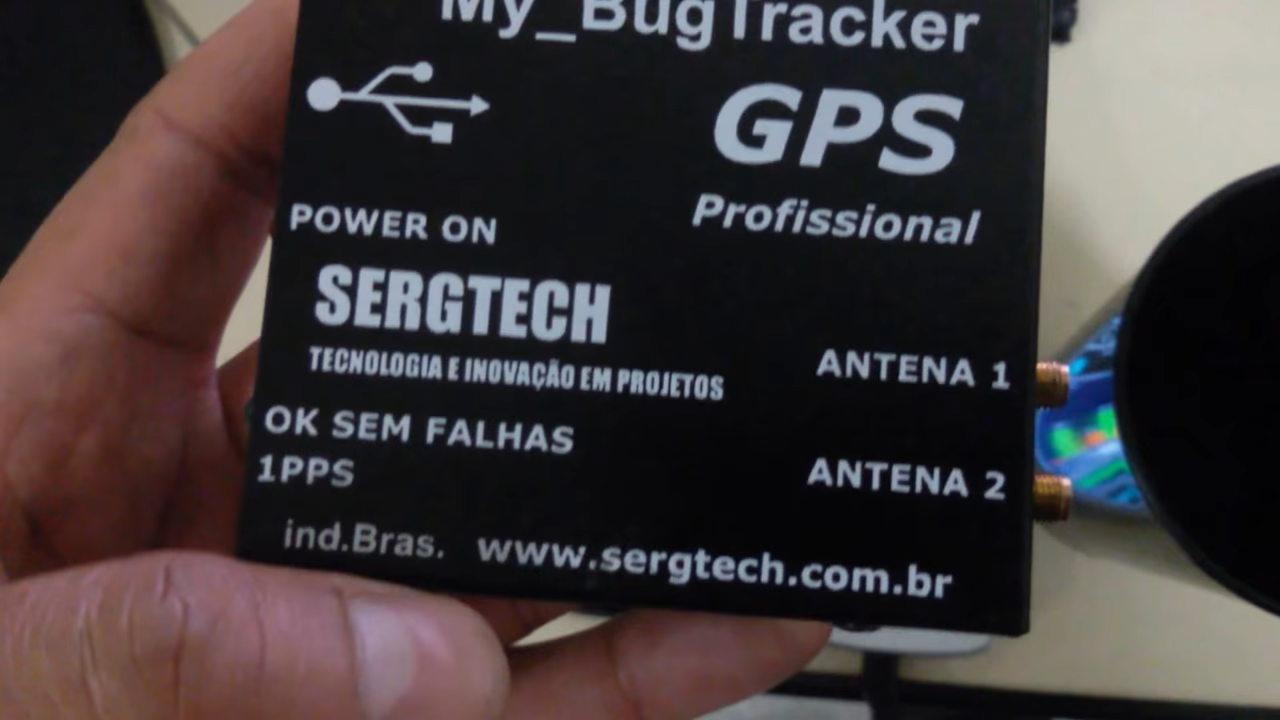 My_BugTracker
GPS
Profissional
POWER ON
SERGTECH
TECNOLOGIA E INOVAÇÃO EM PROJETOS
ANTENA 1
OK SEM FALHAS
1PPS
ANTENA 2
ind.Bras. www.sergtech.com.br